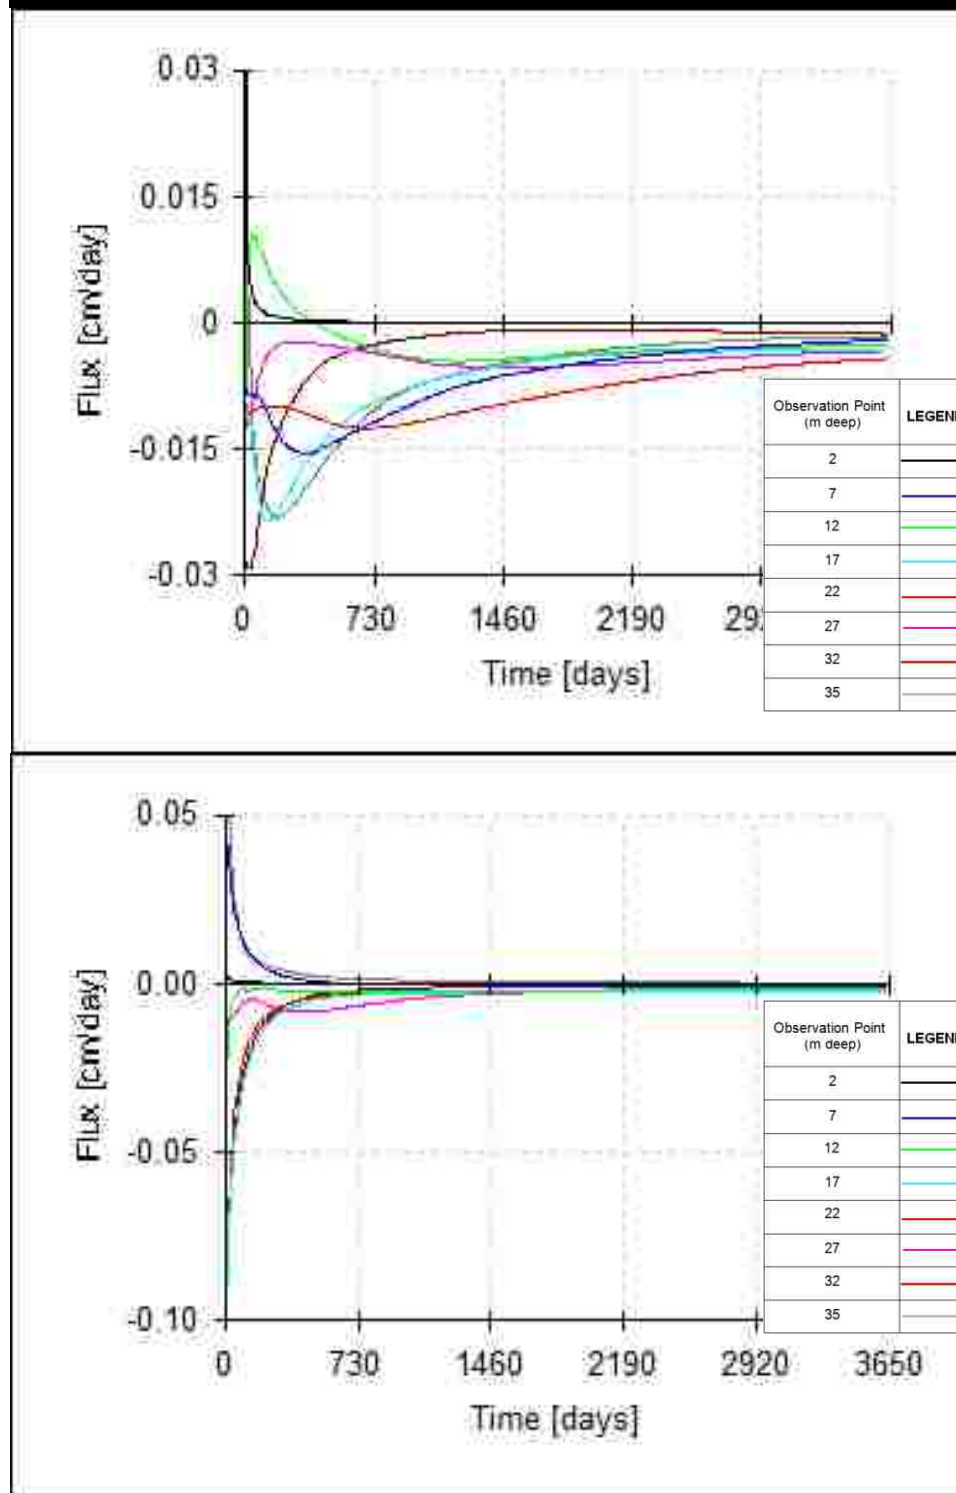 0.03
0.015
0
-0.015
-0.03
Flux [cm/day]
0 730 1460 2190 292
Time [days]
Observation Point LEGEN
(m deep)
2
7
12
17
22
27
32
35
0.05
0.00
-0.05
-0.10
Flux [cm/day]
0 730 1460 2190 2920 3650
Time [days]
Observation Point LEGEN
(m deep)
2
7
12
17
22
27
32
35